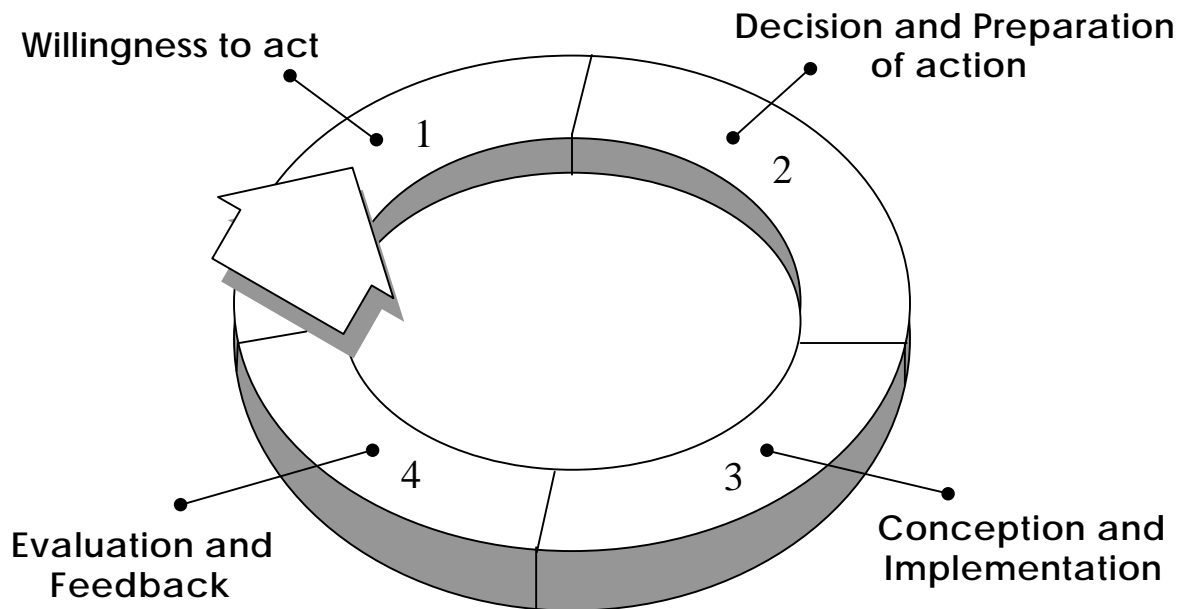 Willingness to act
1
Decision and Preparation
of action
2
3
Conception and
Implementation
4
Evaluation and
Feedback